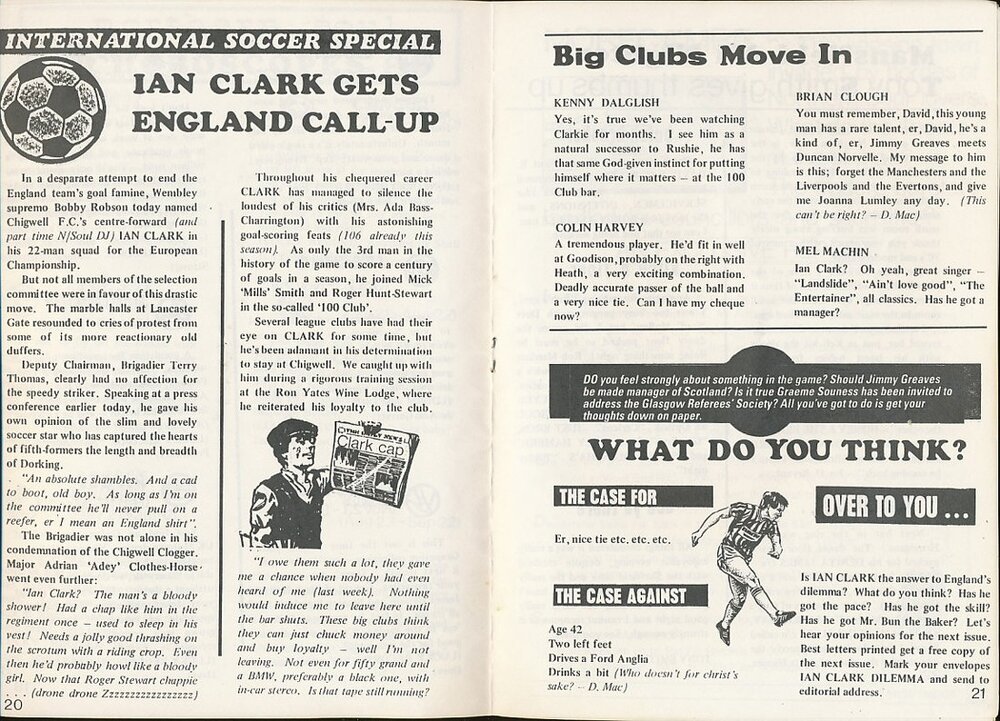 INTERNATIONAL SOCCER SPECIAL
IAN CLARK GETS
ENGLAND CALL-UP
In a desparate attempt to end the
England team's goal famine, Wembley
supremo Bobby Robson today named
Chigwell F.C.'s centre-forward (and
part time N/Soul DJ) IAN CLARK in
his 22-man squad for the European
Championship.
But not all members of the selection
committee were in favour of this drastic
move. The marble halls at Lancaster
Gate resounded to cries of protest from
some of its more reactionary old
duffers.
Deputy Chairman, Brigadier Terry
Thomas, clearly had no affection for
the speedy striker. Speaking at a press
conference earlier today, he gave his
own opinion of the slim and lovely
soccer star who has captured the hearts
of fifth-formers the length and breadth
of Dorking.
"An absolute shambles. And a cad
to boot, old boy. As long as I'm on
the committee he'll never pull on a
reefer, er I mean an England shirt".
The Brigadier was not alone in his
condemnation of the Chigwell Clogger.
Major Adrian 'Adey' Clothes-Horse
went even further:
"Ian Clark? The man's a bloody
shower! Had a chap like him in the
regiment once – used to sleep in his
vest! Needs a jolly good thrashing on
the scrotum with a riding crop. Even
then he'd probably howl like a bloody
girl. Now that Roger Stewart chappie
. . . (drone drone Zzzzzzzzzzzzzzz)
20
Throughout his chequered career
CLARK has managed to silence the
loudest of his critics (Mrs. Ada Bass-
Charrington) with his astonishing
goal-scoring feats (106 already this
season). As only the 3rd man in the
history of the game to score a century
of goals in a season, he joined Mick
'Mills' Smith and Roger Hunt-Stewart
in the so-called '100 Club'.
Several league clubs have had their
eye on CLARK for some time, but
he's been adamant in his determination
to stay at Chigwell. We caught up with
him during a rigorous training session
at the Ron Yates Wine Lodge, where
he reiterated his loyalty to the club.
Clark cap
"I owe them such a lot, they gave
me a chance when nobody had even
heard of me (last week). Nothing
would induce me to leave here until
the bar shuts. These big clubs think
they can just chuck money around
and buy loyalty – well I'm not
leaving. Not even for fifty grand and
a BMW, preferably a black one, with
in-car stereo. Is that tape still running?
Big Clubs Move In
KENNY DALGLISH
Yes, it's true we've been watching
Clarkie for months. I see him as a
natural successor to Rushie, he has
that same God-given instinct for putting
himself where it matters – at the 100
Club bar.
COLIN HARVEY
A tremendous player. He'd fit in well
at Goodison, probably on the right with
Heath, a very exciting combination.
Deadly accurate passer of the ball and
a very nice tie. Can I have my cheque
now?
BRIAN CLOUGH
You must remember, David, this young
man has a rare talent, er, David, he's a
kind of, er, Jimmy Greaves meets
Duncan Norvelle. My message to him
is this; forget the Manchesters and the
Liverpools and the Evertons, and give
me Joanna Lumley any day. (This
can't be right? – D. Mac)
MEL MACHIN
Ian Clark? Oh yeah, great singer –
"Landslide", "Ain't love good", "The
Entertainer", all classics. Has he got a
manager?
DO you feel strongly about something in the game? Should Jimmy Greaves
be made manager of Scotland? Is it true Graeme Souness has been invited to
address the Glasgow Referees' Society? All you've got to do is get your
thoughts down on paper.
WHAT DO YOU THINK?
THE CASE FOR
Er, nice tie etc. etc. etc.
THE CASE AGAINST
Age 42
Two left feet
Drives a Ford Anglia
Drinks a bit (Who doesn't for christ's
sake? – D. Mac)
OVER TO YOU ...
Is IAN CLARK the answer to England's
dilemma? What do you think? Has he
got the pace? Has he got the skill?
Has he got Mr. Bun the Baker? Let's
hear your opinions for the next issue.
Best letters printed get a free copy of
the next issue. Mark your envelopes
IAN CLARK DILEMMA and send to
editorial address.
21